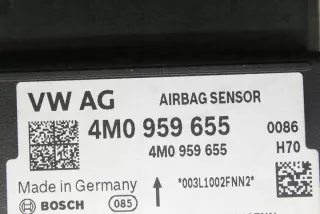 VW AG AIRBAG SENSOR
4M0 959 655 0086
4M0 959 655 H70
Made in Germany *003L1002FNN2*
BOSCH 085